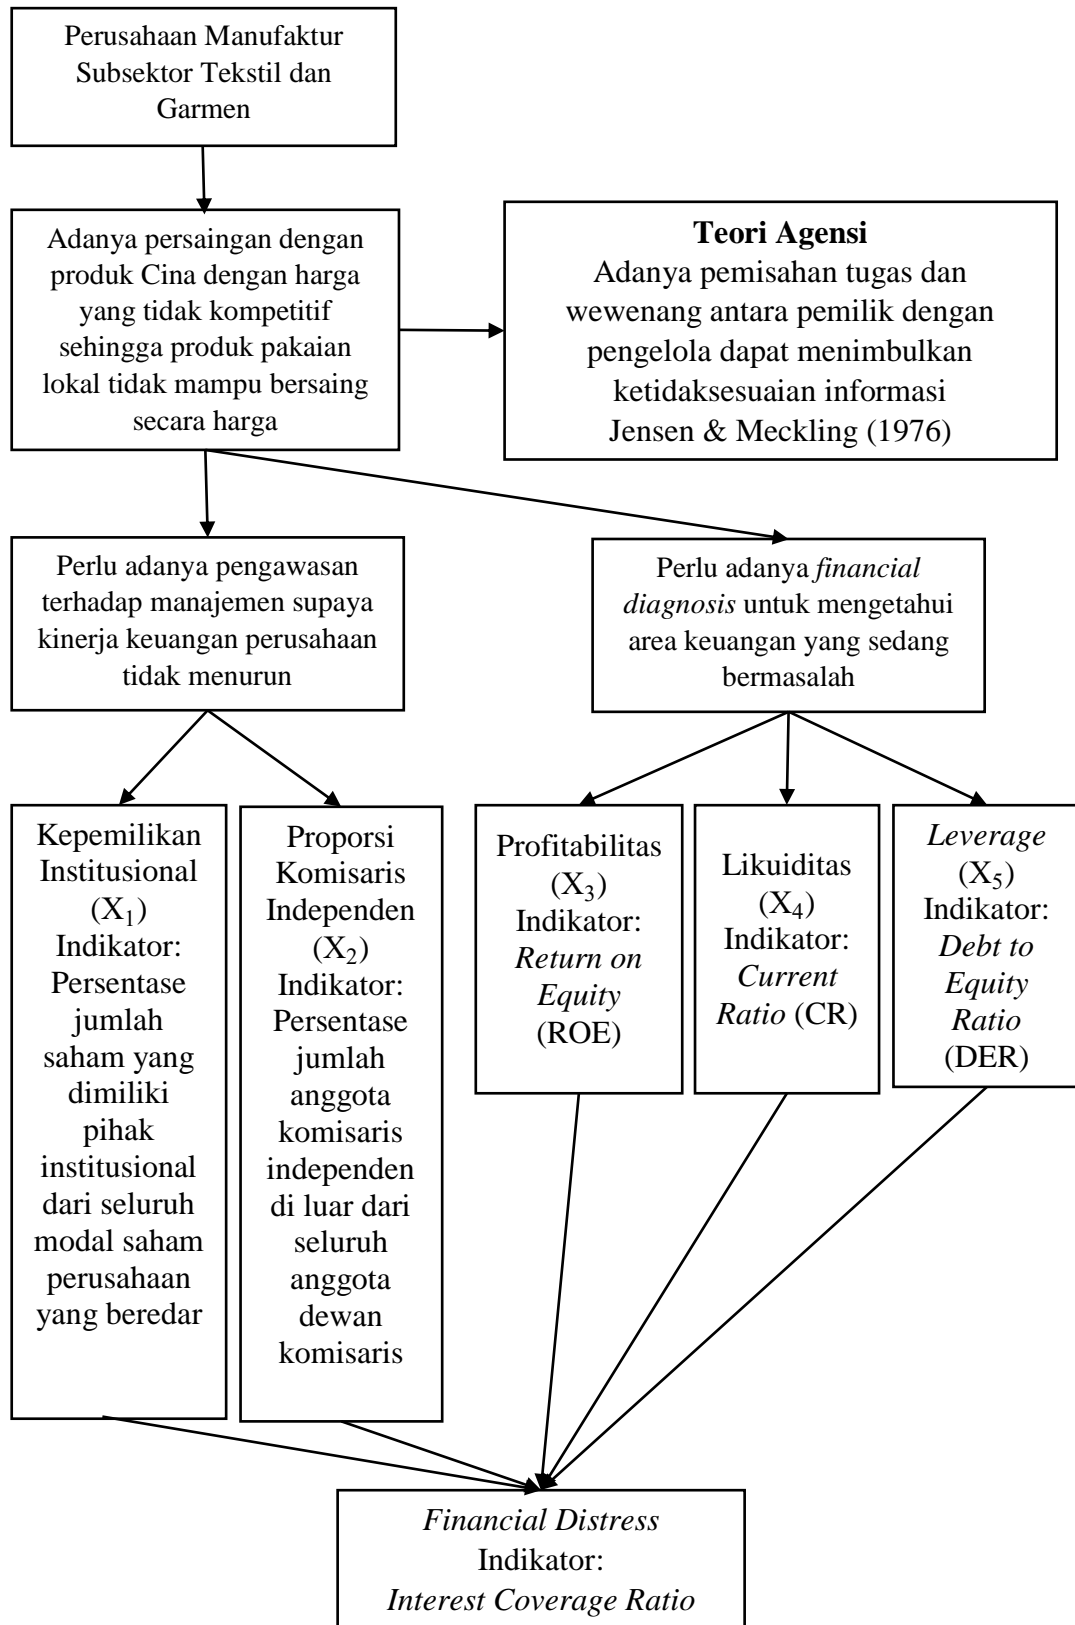 Perusahaan Manufaktur
Subsektor Tekstil dan
Garmen
Adanya persaingan dengan
produk Cina dengan harga
yang tidak kompetitif
sehingga produk pakaian
lokal tidak mampu bersaing
secara harga
Teori Agensi
Adanya pemisahan tugas dan
wewenang antara pemilik dengan
pengelola dapat menimbulkan
ketidaksesuaian informasi
Jensen & Meckling (1976)
Perlu adanya pengawasan
terhadap manajemen supaya
kinerja keuangan perusahaan
tidak menurun
Perlu adanya financial
diagnosis untuk mengetahui
area keuangan yang sedang
bermasalah
Kepemilikan
Institusional
(X₁)
Indikator:
Persentase
jumlah
saham yang
dimiliki
pihak
institusional
dari seluruh
modal saham
perusahaan
yang beredar
Proporsi
Komisaris
Independen
(X₂)
Indikator:
Persentase
jumlah
anggota
komisaris
independen
di luar dari
seluruh
anggota
dewan
komisaris
Profitabilitas
(X₃)
Indikator:
Return on
Equity
(ROE)
Likuiditas
(X₄)
Indikator:
Current
Ratio (CR)
Leverage
(X₅)
Indikator:
Debt to
Equity
Ratio
(DER)
Financial Distress
Indikator:
Interest Coverage Ratio